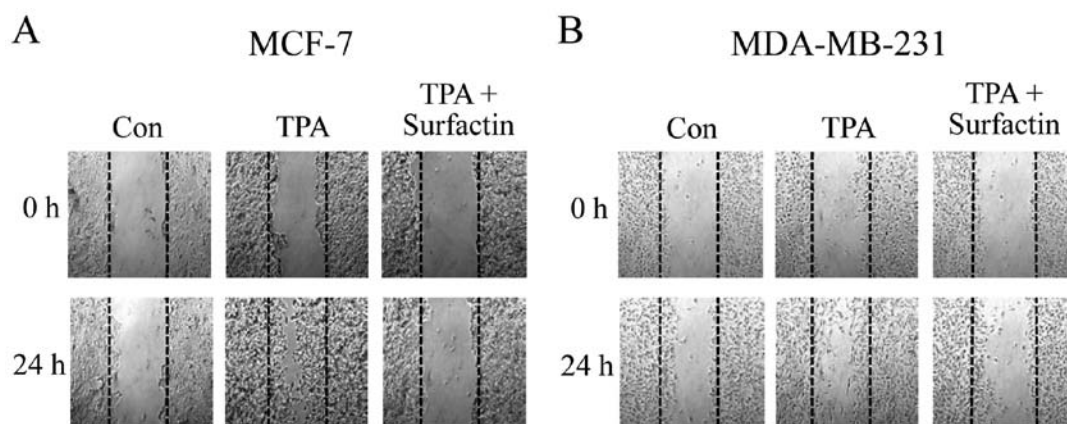 A
MCF-7
Con
TPA
TPA +
Surfactin
0 h
24 h
B
MDA-MB-231
Con
TPA
TPA +
Surfactin
0 h
24 h